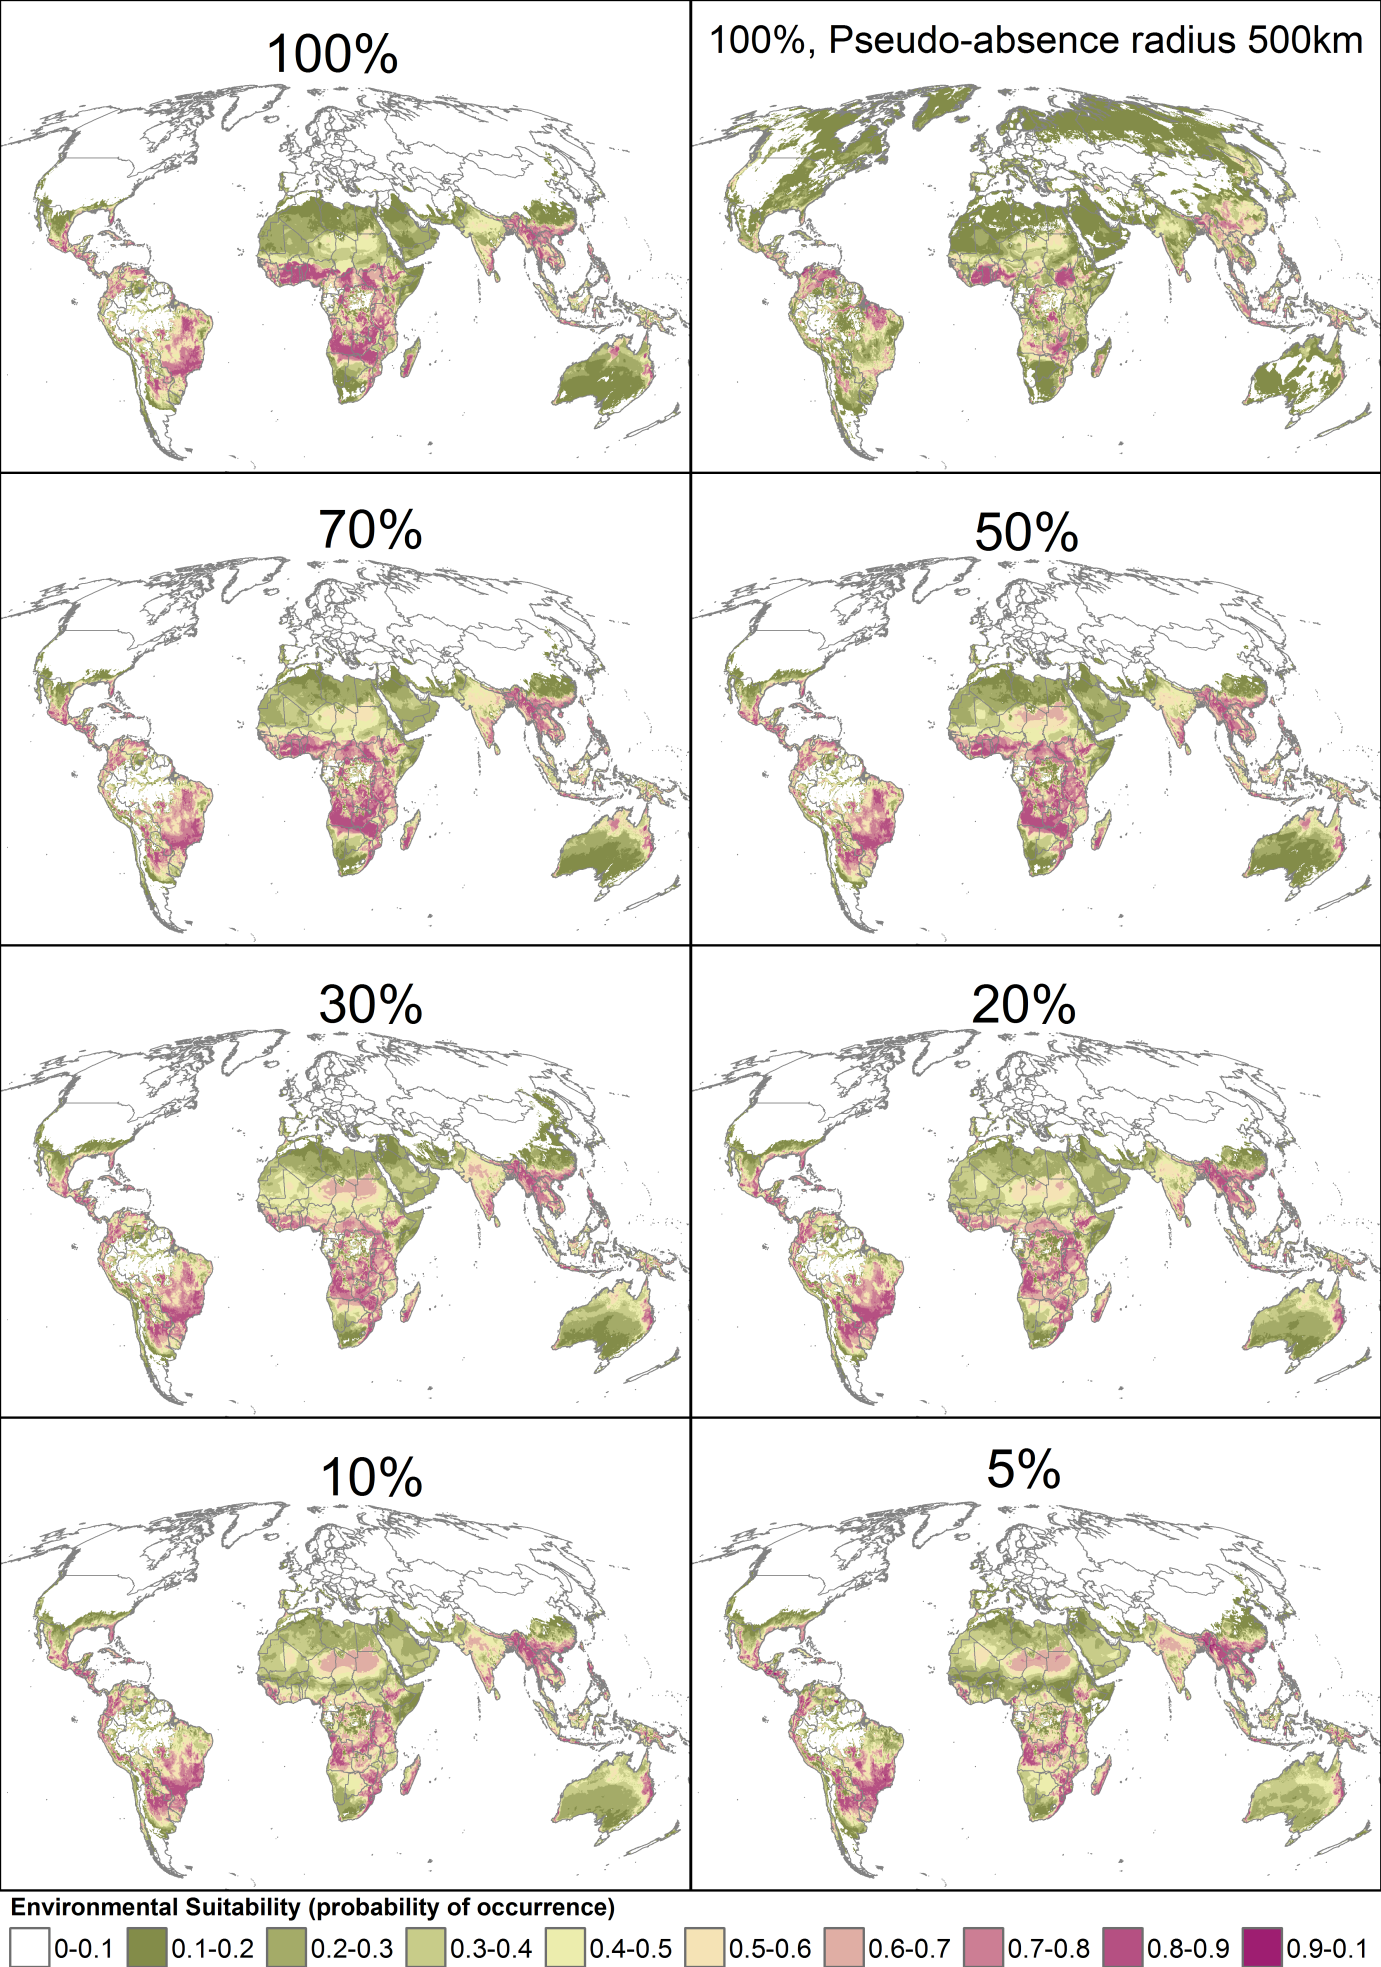 100%
100%, Pseudo-absence radius 500km
70%
50%
30%
20%
10%
5%
Environmental Suitability (probability of occurrence)
0-0.1 0.1-0.2 0.2-0.3 0.3-0.4 0.4-0.5 0.5-0.6 0.6-0.7 0.7-0.8 0.8-0.9 0.9-0.1